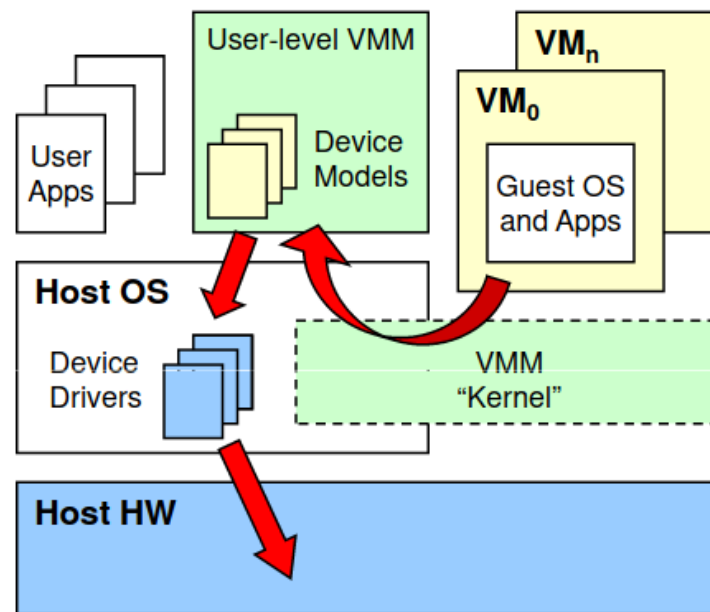 User-level VMM
VMₙ
VM₀
User
Apps
Device
Models
Guest OS
and Apps
Host OS
Device
Drivers
VMM
“Kernel”
Host HW